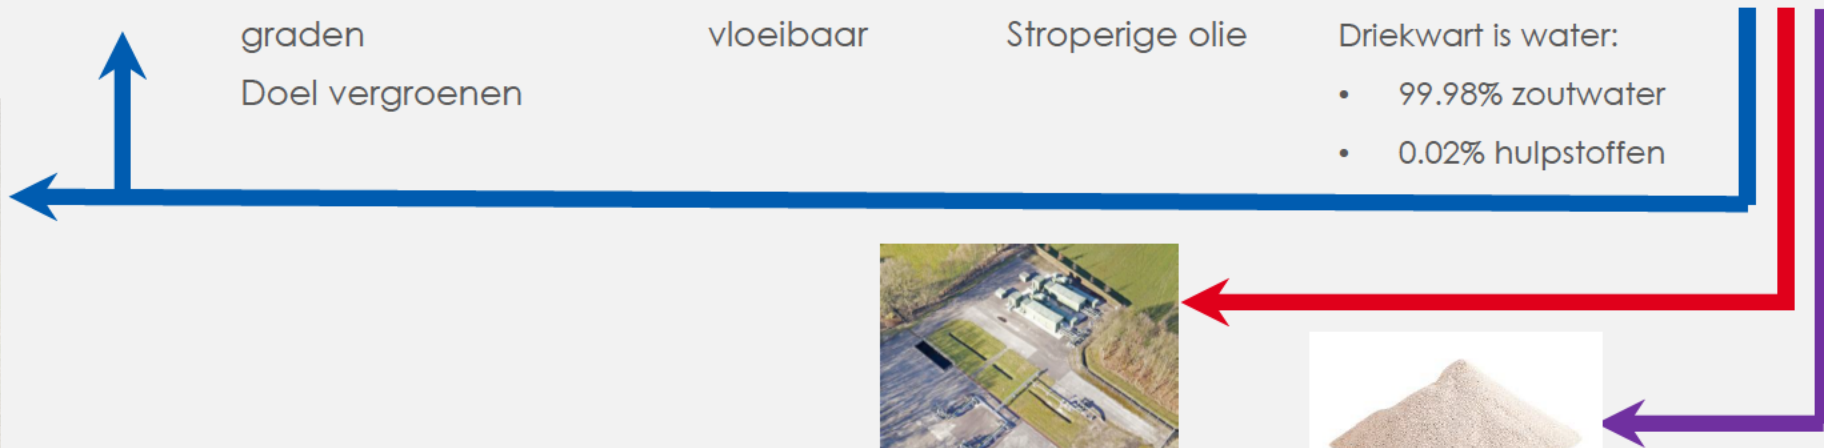 graden
Doel vergroenen
vloeibaar
Stroperige olie
Driekwart is water:
• 99.98% zoutwater
• 0.02% hulpstoffen